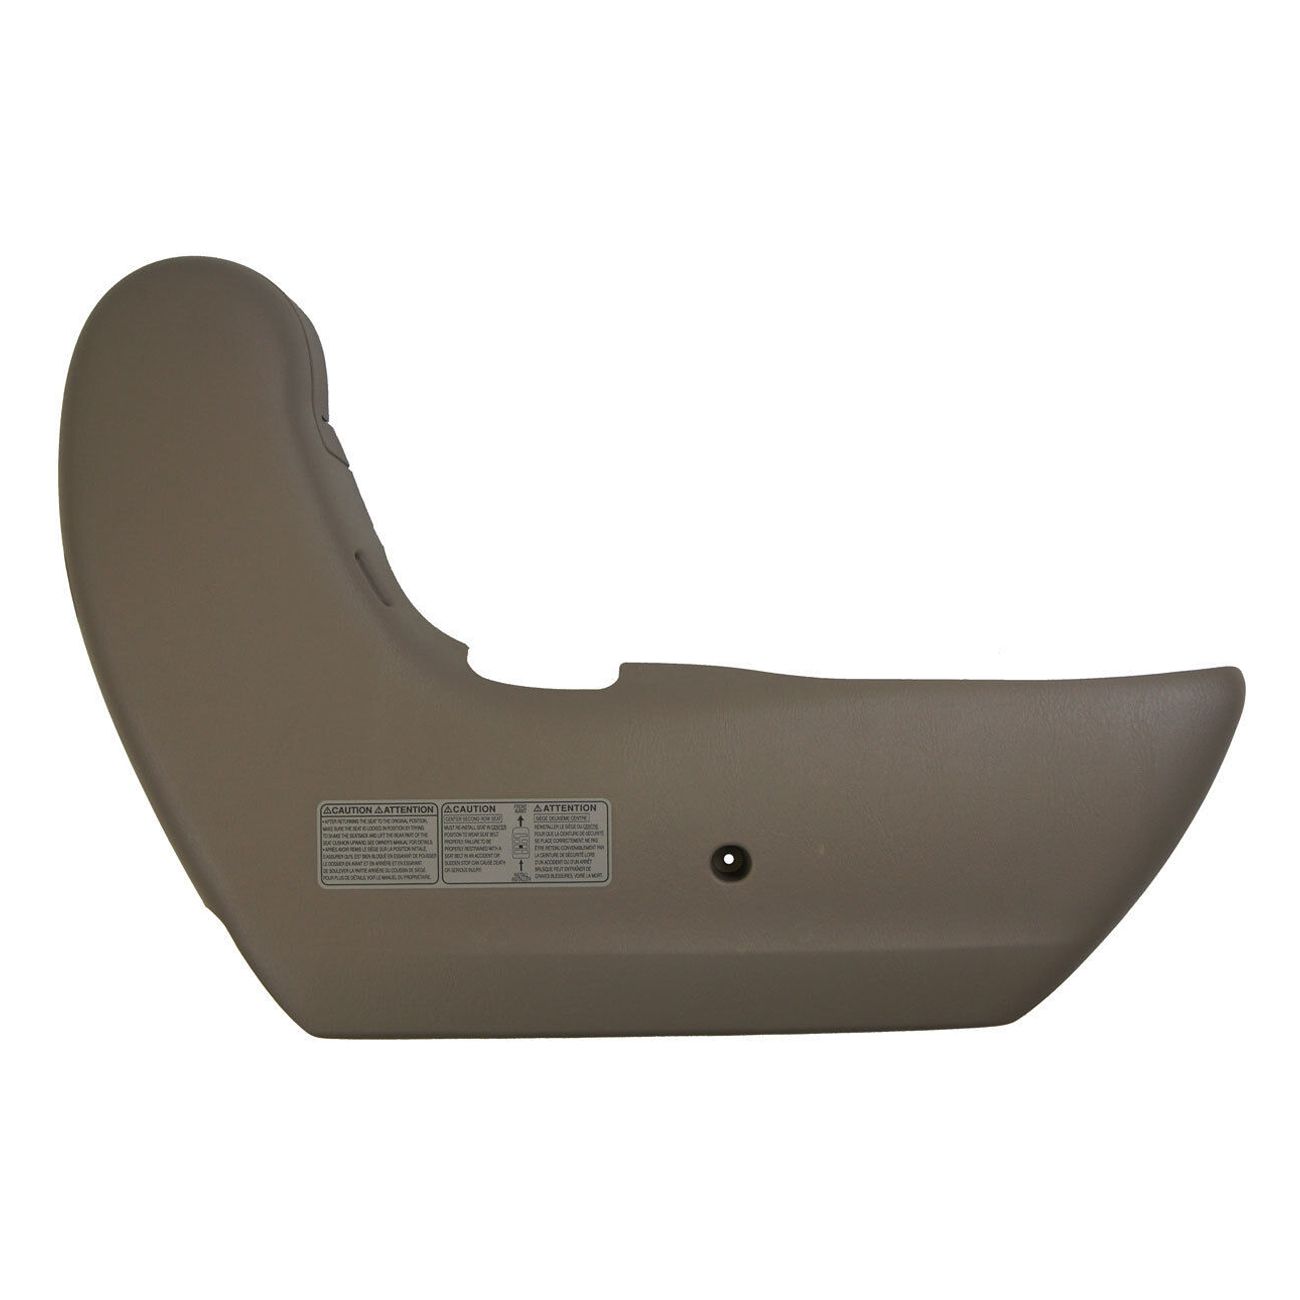 ⚠CAUTION ⚠ATTENTION
• AFTER RETURNING THE SEAT TO THE ORIGINAL POSITION,
MAKE SURE THE SEAT IS LOCKED IN POSITION BY TRYING
TO SHAKE THE SEATBACK AND LIFT THE REAR PART OF THE
SEAT CUSHION UPWARD. SEE OWNER'S MANUAL FOR DETAILS.
• APRÈS AVOIR REMIS LE SIÈGE SUR LA POSITION INITIALE,
S'ASSURER QU'IL EST BIEN BLOQUÉ EN ESSAYANT DE POUSSER
LE DOSSIER EN AVANT ET EN ARRIÈRE ET EN ESSAYANT
DE SOULEVER LA PARTIE ARRIÈRE DU COUSSIN DE SIÈGE.
POUR PLUS DE DÉTAILS, VOIR LE MANUEL DU PROPRIÉTAIRE.
⚠CAUTION
CENTER SECOND ROW SEAT
MUST RE-INSTALL SEAT IN CENTER
POSITION TO WEAR SEAT BELT
PROPERLY. FAILURE TO BE
PROPERLY RESTRAINED WITH A
SEAT BELT IN AN ACCIDENT OR
SUDDEN STOP CAN CAUSE DEATH
OR SERIOUS INJURY.
FRONT
AVANT
INSTALL
INSTALLER
⚠ATTENTION
SIÈGE DEUXIÈME CENTRE
RÉINSTALLER LE SIÈGE DU CENTRE
POUR QUE LA CEINTURE DE SÉCURITÉ
SE PLACE CORRECTEMENT. NE PAS
ÊTRE RETENU CONVENABLEMENT PAR
LA CEINTURE DE SÉCURITÉ LORS
D'UN ACCIDENT OU D'UN ARRÊT
BRUSQUE PEUT ENTRAÎNER DE
GRAVES BLESSURES, VOIRE LA MORT.